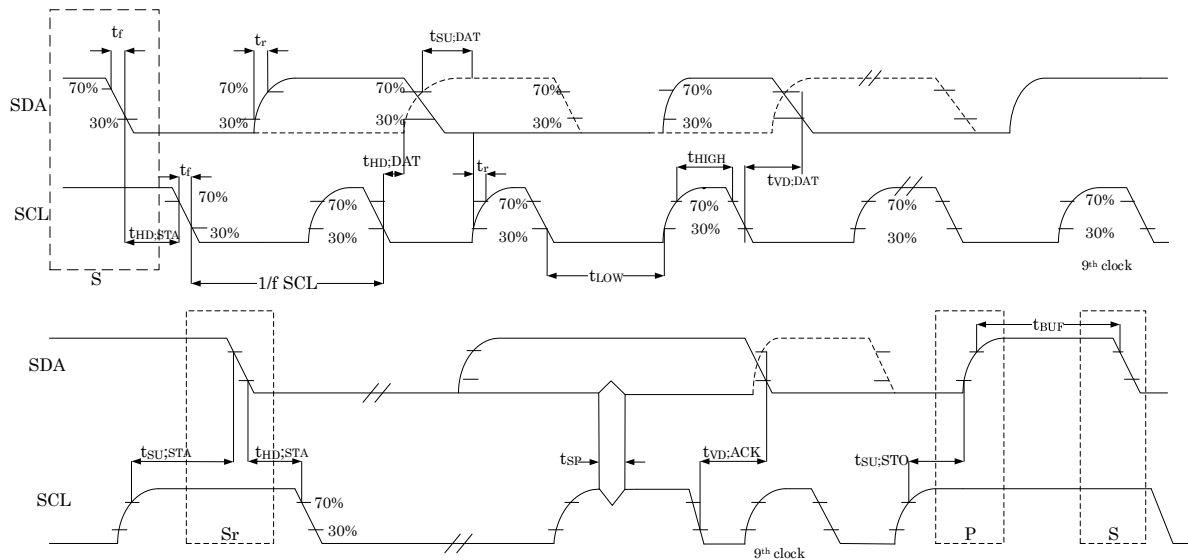 tf
tr
tSU;DAT
SDA
70%
70%
70%
70%
70%
70%
30%
30%
30%
30%
30%
30%
tf
tHD;DAT
tr
tHIGH
tVD;DAT
SCL
70%
70%
70%
70%
70%
70%
30%
30%
30%
30%
30%
30%
tHD;STA
S
1/f SCL
tLOW
9th clock
SDA
tBUF
tSU;STA
tHD;STA
tSP
tVD;ACK
tSU;STO
SCL
70%
30%
Sr
9th clock
P
S